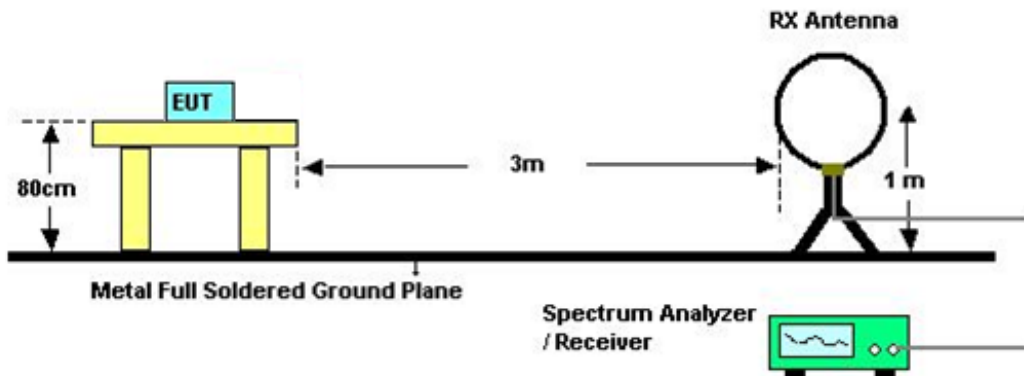 RX Antenna
EUT
3m
80cm
1 m
Metal Full Soldered Ground Plane
Spectrum Analyzer
/ Receiver